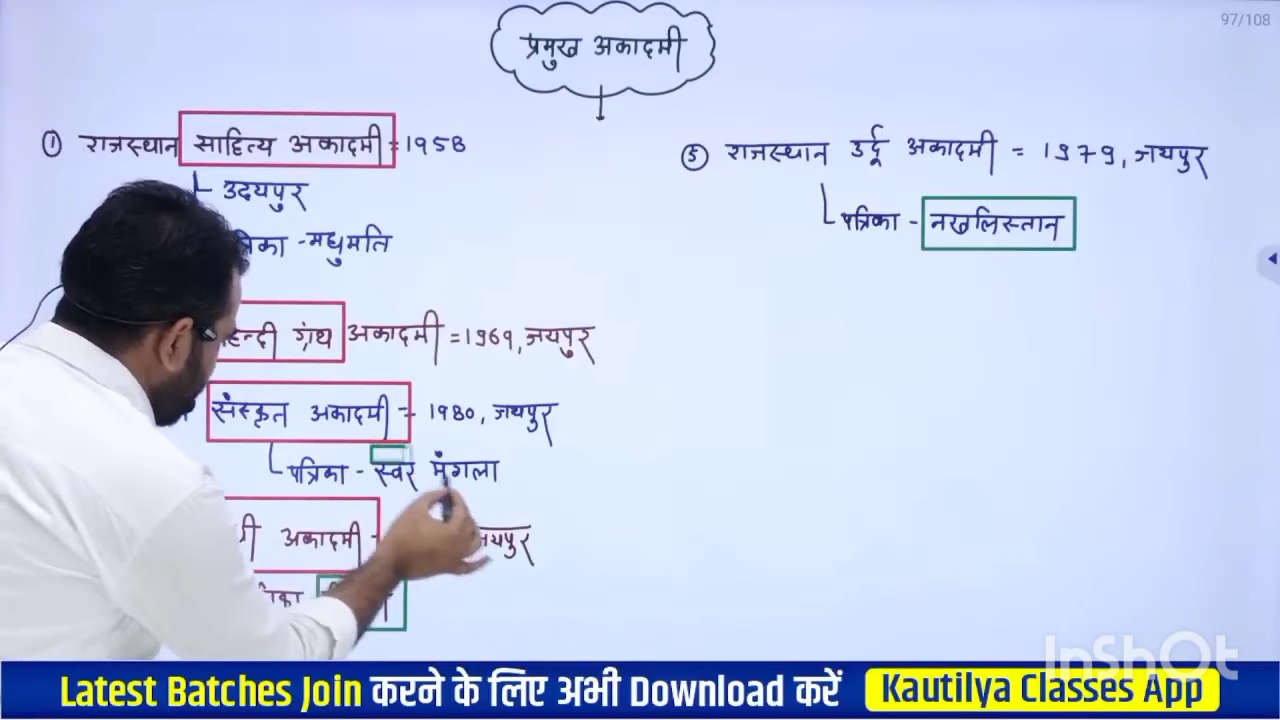 97/108
प्रमुख अकादमी
① राजस्थान साहित्य अकादमी = 1958
उदयपुर
पत्रिका - मधुमति
हिन्दी ग्रंथ अकादमी = 1969, जयपुर
संस्कृत अकादमी = 1980, जयपुर
पत्रिका - स्वर मंगला
अकादमी - जयपुर
⑤ राजस्थान उर्दू अकादमी = 1979, जयपुर
पत्रिका - नखलिस्तान
InShOt
Latest Batches Join करने के लिए अभी Download करें Kautilya Classes App